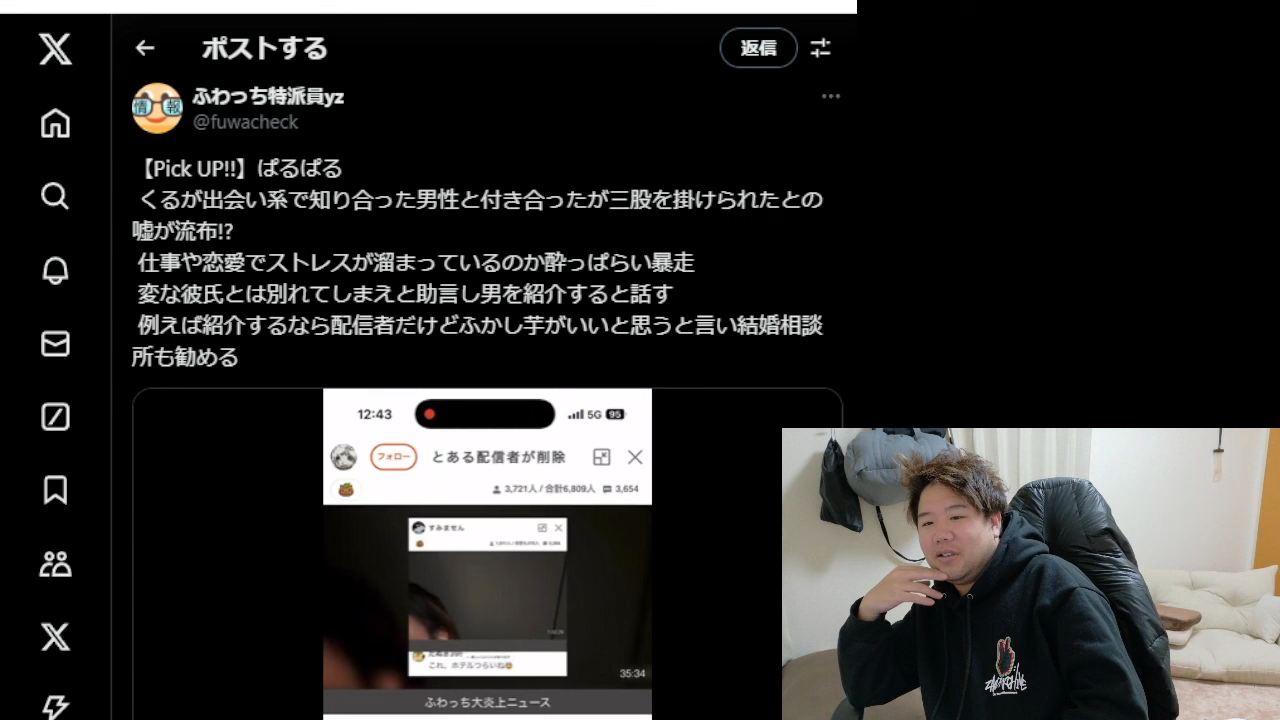 ポストする
返信
情 報
ふわっち特派員yz
@fuwacheck
【Pick UP!!】ぱるぱる
くるが出会い系で知り合った男性と付き合ったが三股を掛けられたとの
嘘が流布!?
仕事や恋愛でストレスが溜まっているのか酔っぱらい暴走
変な彼氏とは別れてしまえと助言し男を紹介すると話す
例えば紹介するなら配信者だけどふかし芋がいいと思うと言い結婚相談
所も勧める
12:43
5G 95
フォロー
とある配信者が削除
3,721人 / 合計6,809人 3,654
すみません
これ、ホテルつらいね
35:34
ふわっち大炎上ニュース